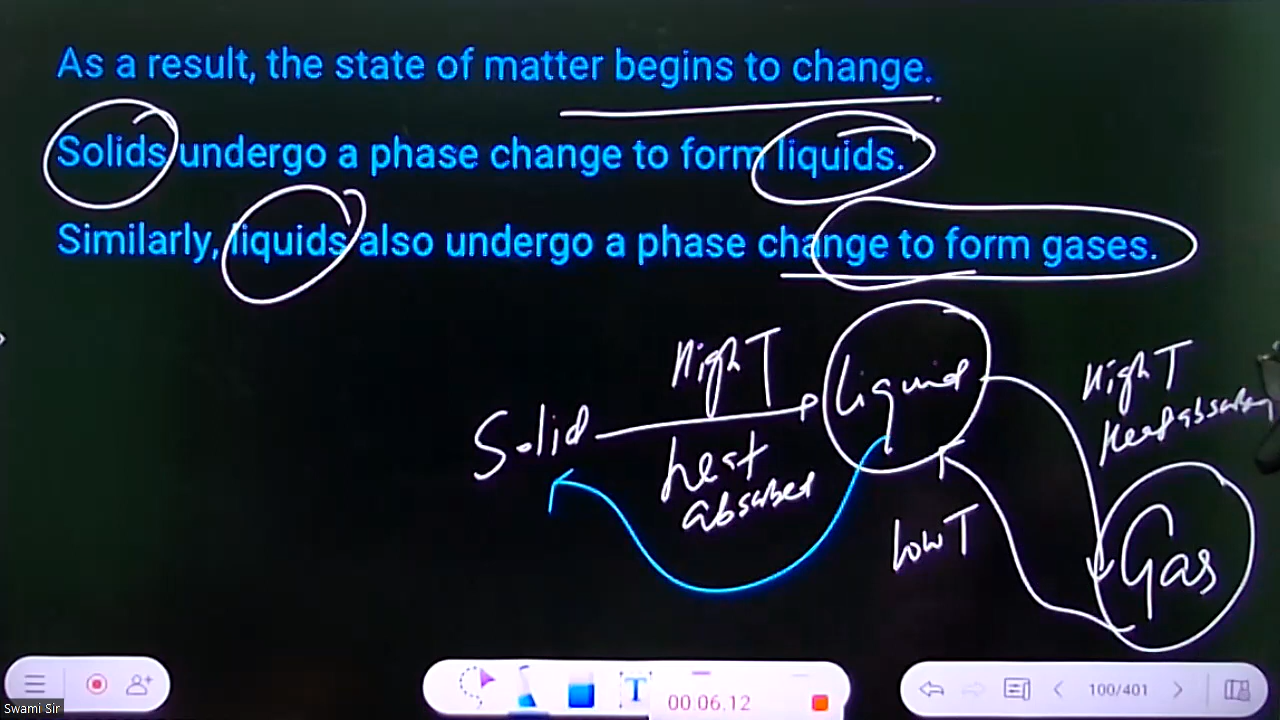 As a result, the state of matter begins to change.
Solids undergo a phase change to form liquids.
Similarly, liquids also undergo a phase change to form gases.
High T
Liquid
High T
Heat absorbed
Solid
heat
absorbed
Low T
Gas
T
00.06.12
100/401
Swami Sir